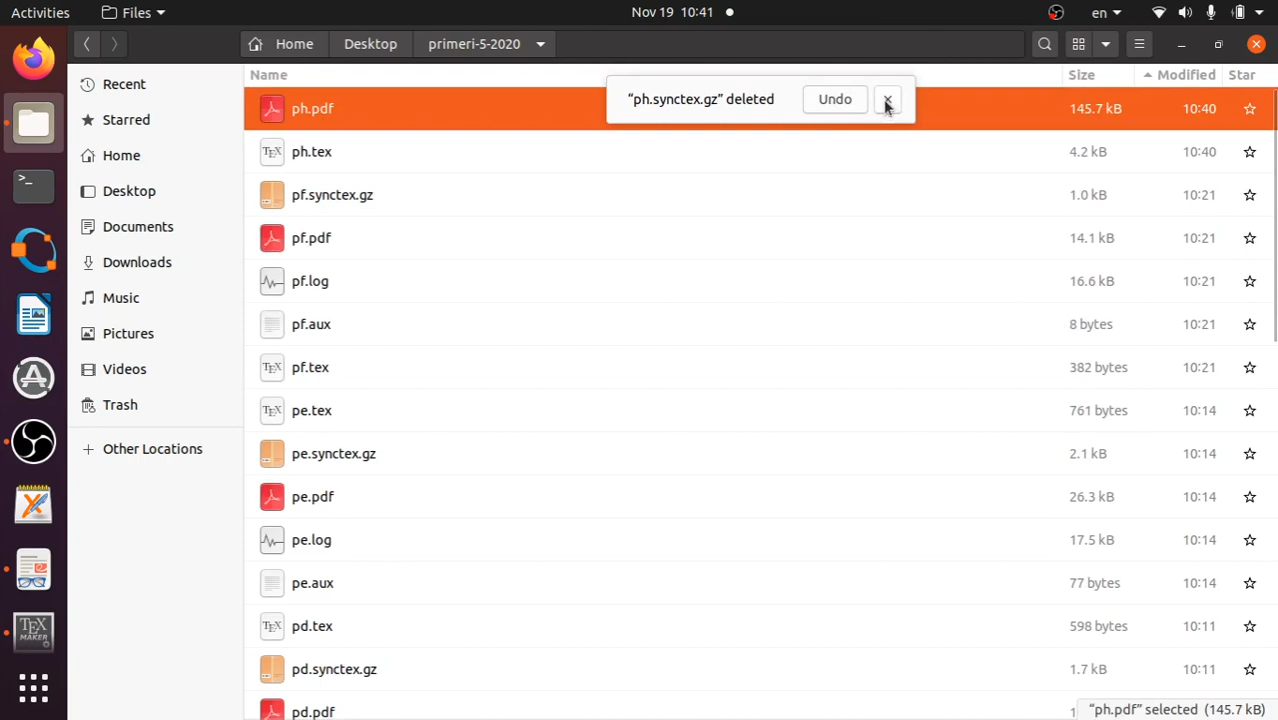 Activities Files Nov 19 10:41 en
Home Desktop primeri-5-2020
Recent
Starred
Home
Desktop
Documents
Downloads
Music
Pictures
Videos
Trash
Other Locations
Name Size Modified Star
"ph.synctex.gz" deleted Undo
ph.pdf 145.7 kB 10:40
ph.tex 4.2 kB 10:40
pf.synctex.gz 1.0 kB 10:21
pf.pdf 14.1 kB 10:21
pf.log 16.6 kB 10:21
pf.aux 8 bytes 10:21
pf.tex 382 bytes 10:21
pe.tex 761 bytes 10:14
pe.synctex.gz 2.1 kB 10:14
pe.pdf 26.3 kB 10:14
pe.log 17.5 kB 10:14
pe.aux 77 bytes 10:14
pd.tex 598 bytes 10:11
pd.synctex.gz 1.7 kB 10:11
pd.pdf
"ph.pdf" selected (145.7 kB)
TEX
MAKER